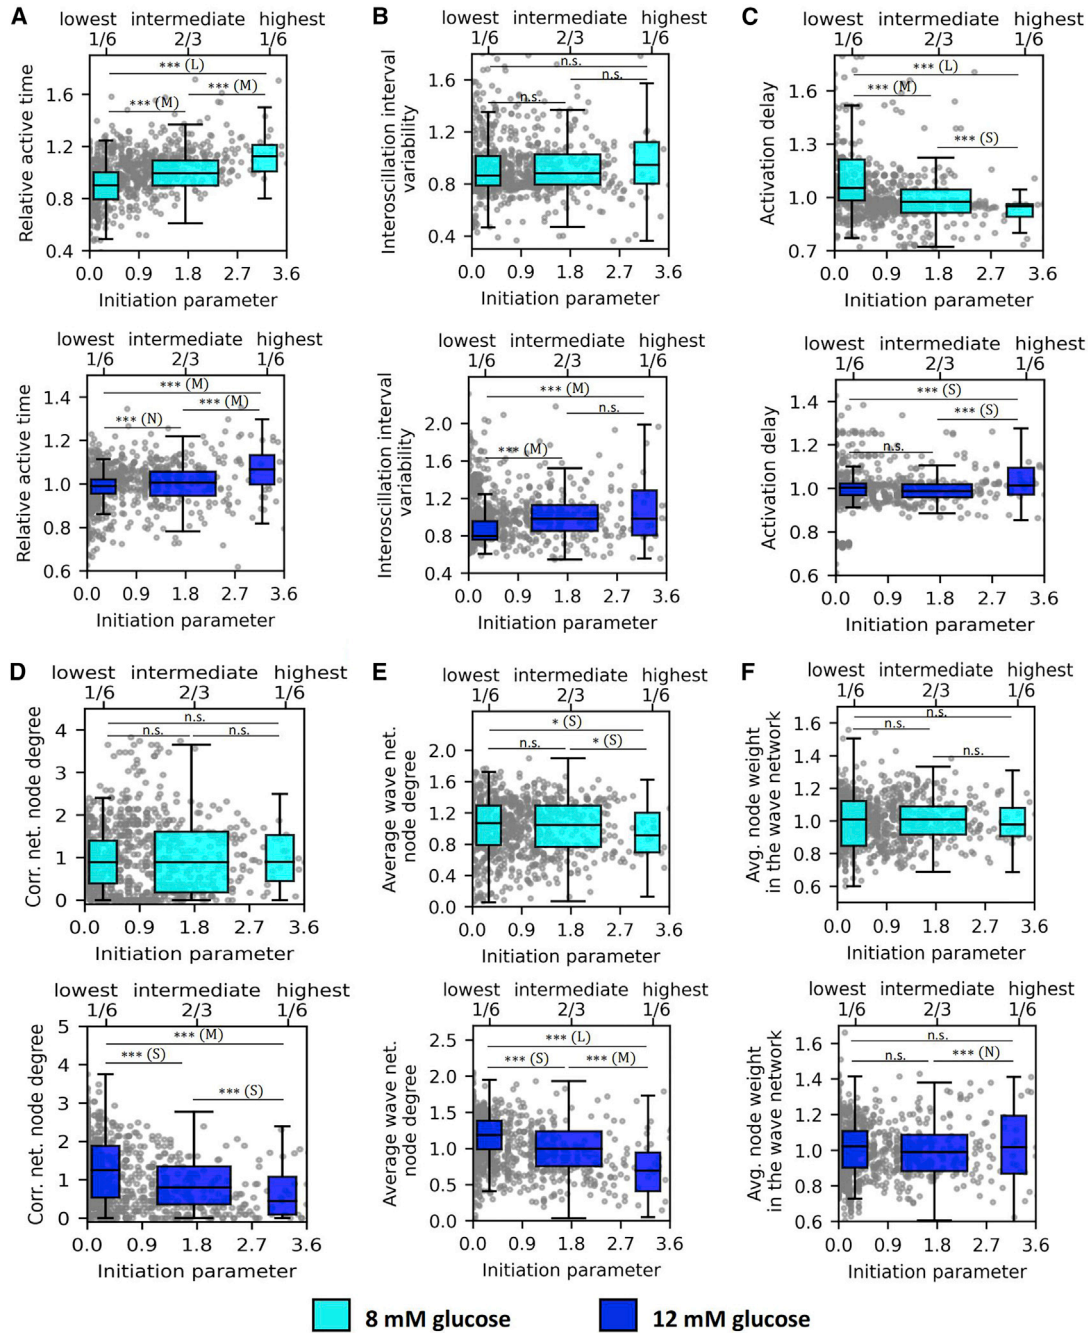 A
lowest intermediate highest
1/6 2/3 1/6
Relative active time
1.6
1.2
0.8
0.4
*** (L)
*** (M)
*** (M)
0.0 0.9 1.8 2.7 3.6
Initiation parameter
B
lowest intermediate highest
1/6 2/3 1/6
Interoscillation interval
variability
1.6
1.2
0.8
0.4
n.s.
n.s.
n.s.
0.0 0.9 1.8 2.7 3.6
Initiation parameter
C
lowest intermediate highest
1/6 2/3 1/6
Activation delay
1.6
1.3
1.0
0.7
*** (L)
*** (M)
*** (S)
0.0 0.9 1.8 2.7 3.6
Initiation parameter
lowest intermediate highest
1/6 2/3 1/6
Relative active time
1.4
1.2
1.0
0.8
0.6
*** (M)
*** (M)
*** (N)
0.0 0.9 1.8 2.7 3.6
Initiation parameter
lowest intermediate highest
1/6 2/3 1/6
Interoscillation interval
variability
2.0
1.6
1.2
0.8
0.4
*** (M)
n.s.
*** (M)
0.0 0.9 1.8 2.7 3.6
Initiation parameter
lowest intermediate highest
1/6 2/3 1/6
Activation delay
1.4
1.2
1.0
0.8
0.6
*** (S)
*** (S)
n.s.
0.0 0.9 1.8 2.7 3.6
Initiation parameter
D
lowest intermediate highest
1/6 2/3 1/6
Corr. net. node degree
4
3
2
1
0
n.s.
n.s. n.s.
0.0 0.9 1.8 2.7 3.6
Initiation parameter
E
lowest intermediate highest
1/6 2/3 1/6
Average wave net.
node degree
2.0
1.6
1.2
0.8
0.4
0.0
* (S)
n.s. * (S)
0.0 0.9 1.8 2.7 3.6
Initiation parameter
F
lowest intermediate highest
1/6 2/3 1/6
Avg. node weight
in the wave network
1.6
1.4
1.2
1.0
0.8
0.6
n.s.
n.s.
n.s.
0.0 0.9 1.8 2.7 3.6
Initiation parameter
lowest intermediate highest
1/6 2/3 1/6
Corr. net. node degree
5
4
3
2
1
0
*** (M)
*** (S)
*** (S)
0.0 0.9 1.8 2.7 3.6
Initiation parameter
lowest intermediate highest
1/6 2/3 1/6
Average wave net.
node degree
2.5
2.0
1.5
1.0
0.5
0.0
*** (L)
*** (S) *** (M)
0.0 0.9 1.8 2.7 3.6
Initiation parameter
lowest intermediate highest
1/6 2/3 1/6
Avg. node weight
in the wave network
1.6
1.4
1.2
1.0
0.8
0.6
n.s.
n.s. *** (N)
0.0 0.9 1.8 2.7 3.6
Initiation parameter
8 mM glucose 12 mM glucose